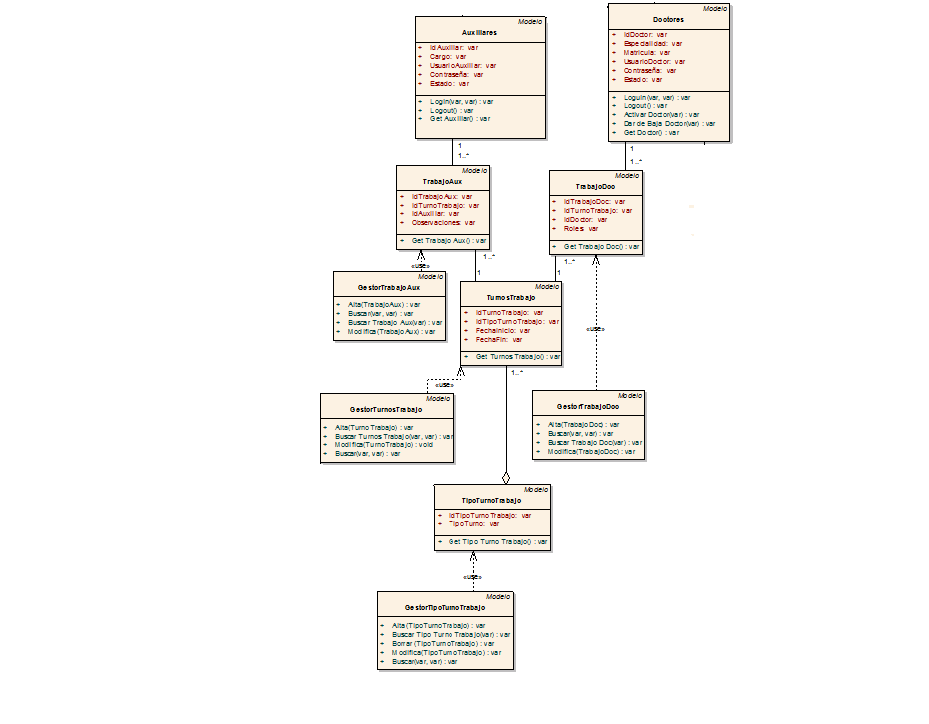 Modelo
Auxiliares
+ IdAuxiliar: var
+ Cargo: var
+ UsuarioAuxiliar: var
+ Contraseña: var
+ Estado: var
+ Login(var, var) : var
+ Logout() : var
+ Get Auxiliar() : var
Modelo
Doctores
+ IdDoctor: var
+ Especialidad: var
+ Matricula: var
+ UsuarioDoctor: var
+ Contraseña: var
+ Estado: var
+ Loguin(var, var) : var
+ Logout() : var
+ Activar Doctor(var) : var
+ Dar de Baja Doctor(var) : var
+ Get Doctor() : var
1
1..*
1
1..*
Modelo
TrabajoAux
+ IdTrabajoAux: var
+ IdTurnoTrabajo: var
+ IdAuxiliar: var
+ Observaciones: var
+ Get Trabajo Aux() : var
Modelo
TrabajoDoc
+ IdTrabajoDoc: var
+ IdTurnoTrabajo: var
+ IdDoctor: var
+ Roles: var
+ Get Trabajo Doc() : var
«use»
1..*
1
1..*
1
Modelo
GestorTrabajoAux
+ Alta(TrabajoAux) : var
+ Buscar(var, var) : var
+ Buscar Trabajo Aux(var) : var
+ Modifica(TrabajoAux) : var
Modelo
TurnosTrabajo
+ IdTurnoTrabajo: var
+ IdTipoTurnoTrabajo: var
+ FechaInicio: var
+ FechaFin: var
+ Get Turnos Trabajo() : var
«use»
1..*
«use»
Modelo
GestorTurnosTrabajo
+ Alta(TurnoTrabajo) : var
+ Buscar Turnos Trabajo(var, var) : var
+ Modifica(TurnoTrabajo) : void
+ Buscar(var, var) : var
Modelo
GestorTrabajoDoc
+ Alta(TrabajoDoc) : var
+ Buscar(var, var) : var
+ Buscar Trabajo Doc(var) : var
+ Modifica(TrabajoDoc) : var
Modelo
TipoTurnoTrabajo
+ IdTipoTurnoTrabajo: var
+ TipoTurno: var
+ Get Tipo Turno Trabajo() : var
«use»
Modelo
GestorTipoTurnoTrabajo
+ Alta(TipoTurnoTrabajo) : var
+ Buscar Tipo Turno Trabajo(var) : var
+ Borrar (TipoTurnoTrabajo) : var
+ Modifica(TipoTurnoTrabajo) : var
+ Buscar(var, var) : var